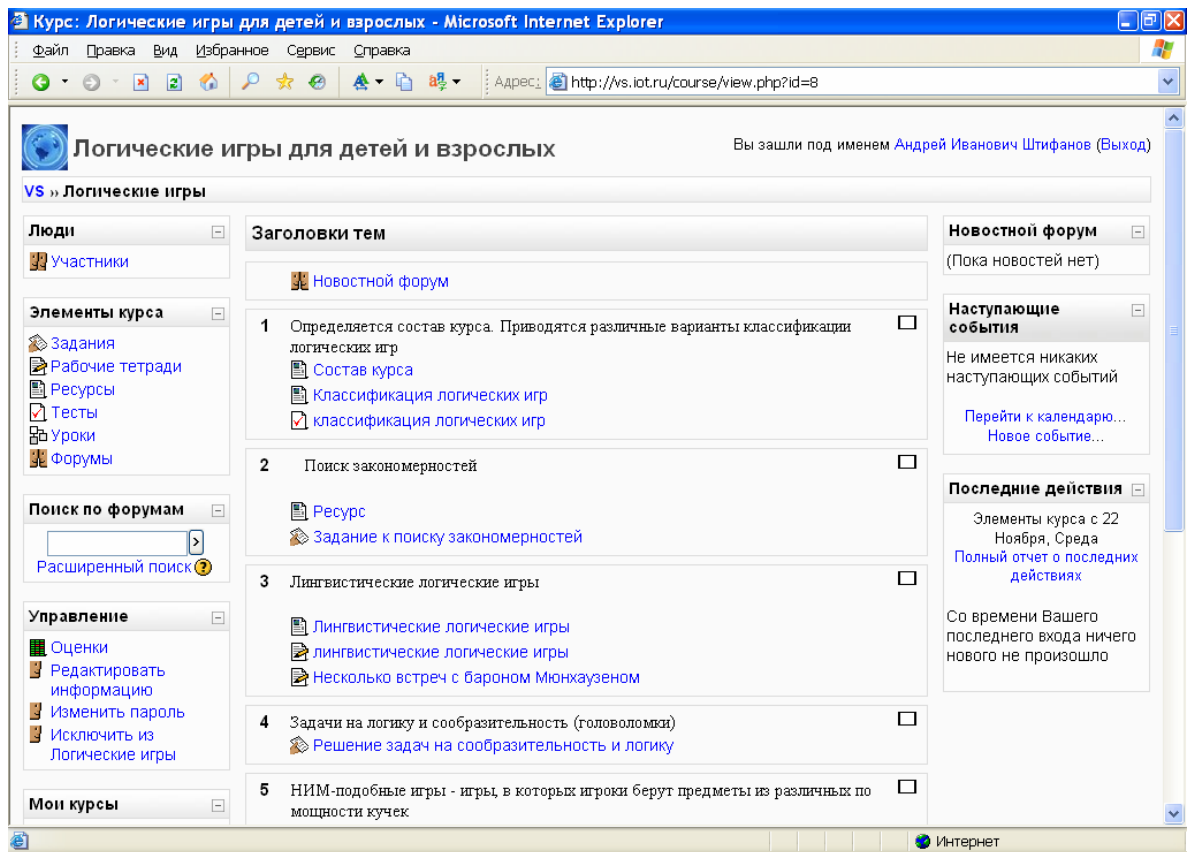 Курс: Логические игры для детей и взрослых - Microsoft Internet Explorer
Файл Правка Вид Избранное Сервис Справка
Адрес: http://vs.iot.ru/course/view.php?id=8
Логические игры для детей и взрослых
Вы зашли под именем Андрей Иванович Штифанов (Выход)
VS » Логические игры
Люди
Участники
Элементы курса
Задания
Рабочие тетради
Ресурсы
Тесты
Уроки
Форумы
Поиск по форумам
Расширенный поиск
Управление
Оценки
Редактировать
информацию
Изменить пароль
Исключить из
Логические игры
Мои курсы
Заголовки тем
Новостной форум
1 Определяется состав курса. Приводятся различные варианты классификации
логических игр
Состав курса
Классификация логических игр
классификация логических игр
2 Поиск закономерностей
Ресурс
Задание к поиску закономерностей
3 Лингвистические логические игры
Лингвистические логические игры
лингвистические логические игры
Несколько встреч с бароном Мюнхаузеном
4 Задачи на логику и сообразительность (головоломки)
Решение задач на сообразительность и логику
5 НИМ-подобные игры - игры, в которых игроки берут предметы из различных по
мощности кучек
Новостной форум
(Пока новостей нет)
Наступающие
события
Не имеется никаких
наступающих событий
Перейти к календарю...
Новое событие...
Последние действия
Элементы курса с 22
Ноября, Среда
Полный отчет о последних
действиях
Со времени Вашего
последнего входа ничего
нового не произошло
Интернет